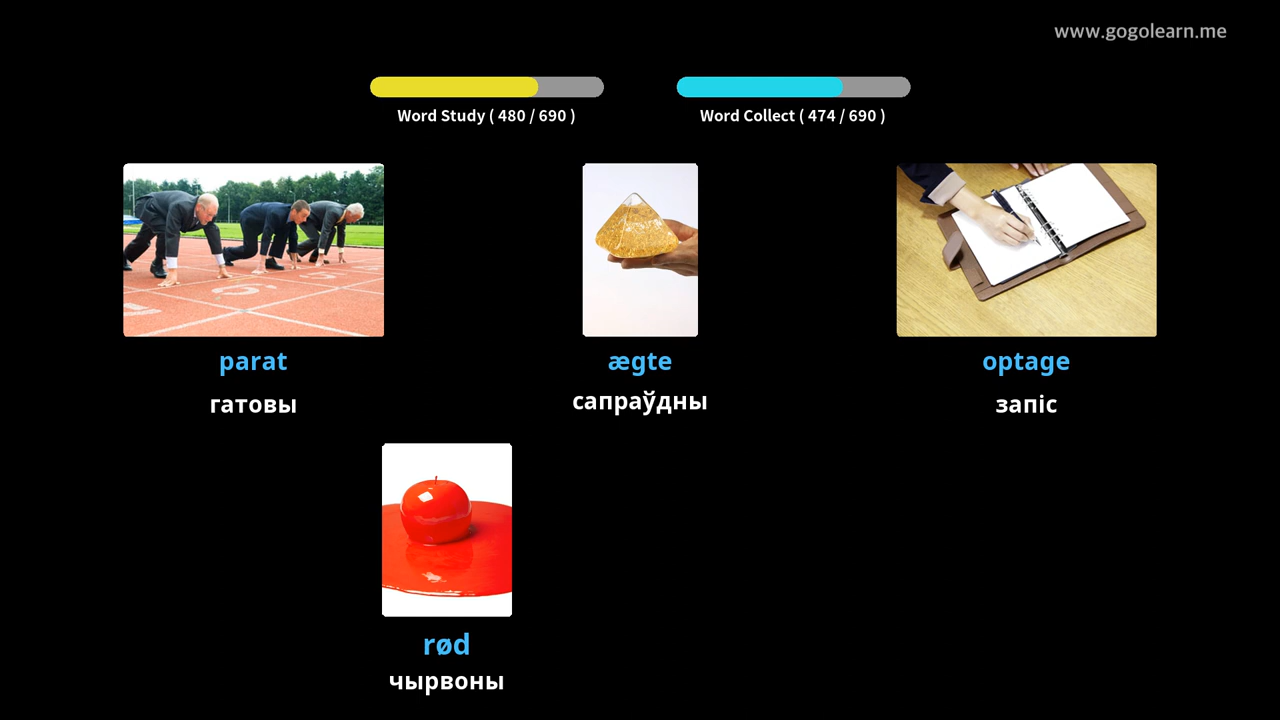 www.gogolearn.me
Word Study ( 480 / 690 )
Word Collect ( 474 / 690 )
parat
ægte
optage
гатовы
сапраўдны
запіс
rød
чырвоны